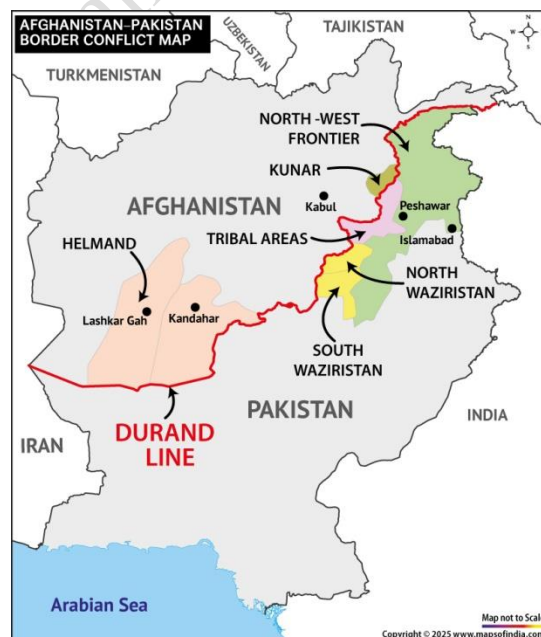 AFGHANISTAN–PAKISTAN
BORDER CONFLICT MAP
UZBEKISTAN
TAJIKISTAN
TURKMENISTAN
N
W
E
S
NORTH -WEST
FRONTIER
KUNAR
Kabul
AFGHANISTAN
Peshawar
Islamabad
TRIBAL AREAS
HELMAND
NORTH
WAZIRISTAN
Lashkar Gah
Kandahar
SOUTH
WAZIRISTAN
DURAND
LINE
PAKISTAN
INDIA
IRAN
Arabian Sea
Map not to Scale
Copyright © 2025 www.mapsofindia.com